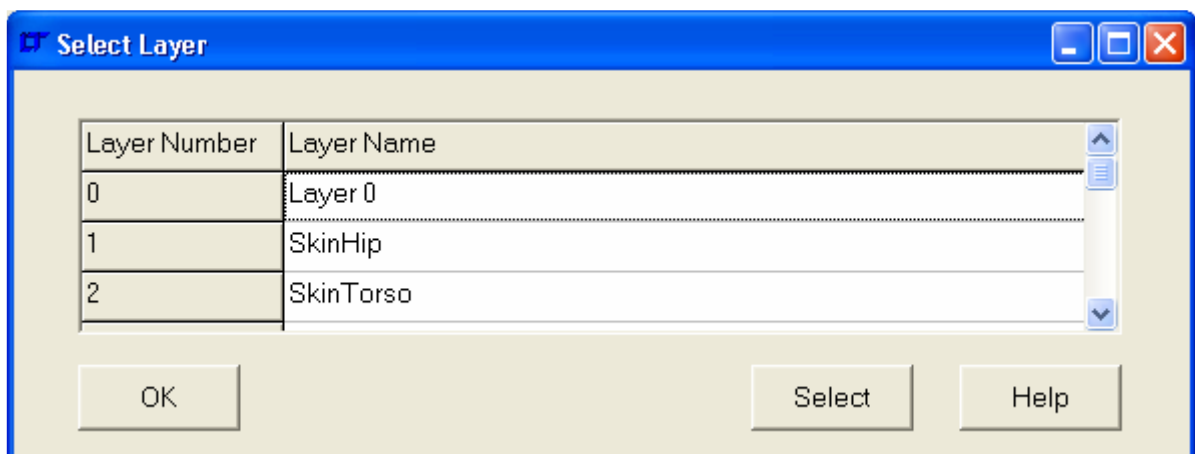 Select Layer
Layer Number Layer Name
0 Layer 0
1 SkinHip
2 SkinTorso
OK Select Help